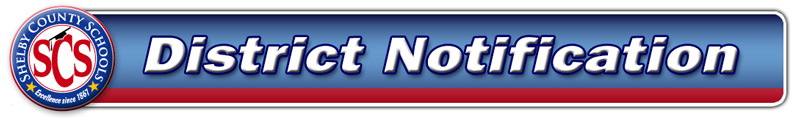 SHELBY COUNTY SCHOOLS
SCS
Excellence since 1867
District Notification